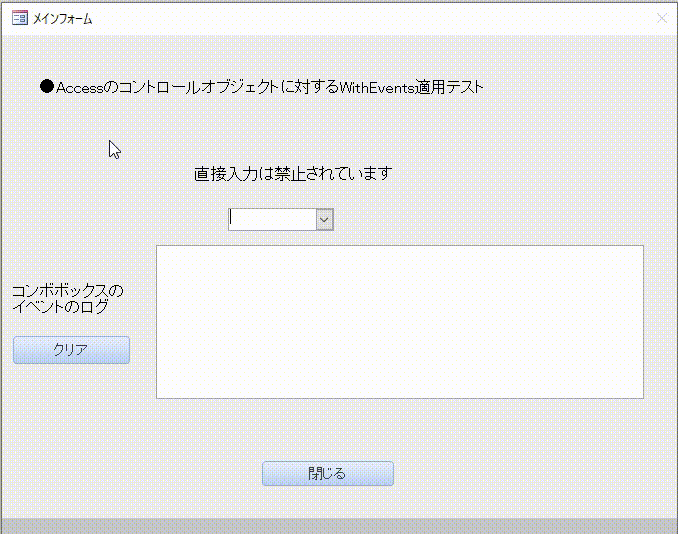 メインフォーム
●AccessのコントロールオブジェクトにSに対するWithEvents適用テスト
直接入力は禁止されています
コンボボックスの
イベントのログ
クリア
閉じる